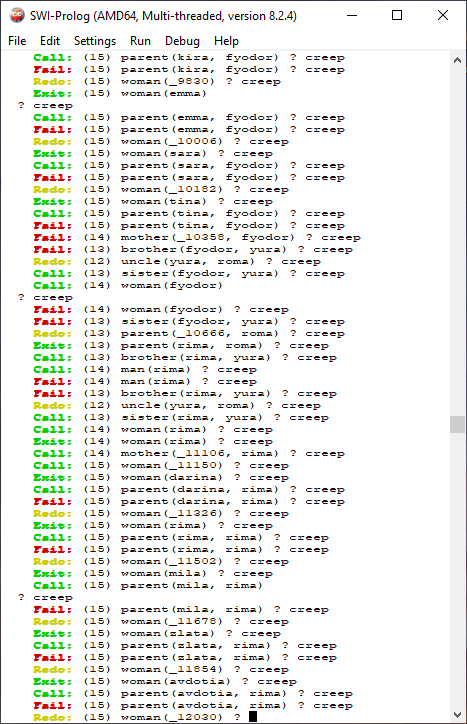 SWI-Prolog (AMD64, Multi-threaded, version 8.2.4)
File Edit Settings Run Debug Help
Call: (15) parent(kira, fyodor) ? creep
Fail: (15) parent(kira, fyodor) ? creep
Redo: (15) woman(_9830) ? creep
Exit: (15) woman(emma)
? creep
Call: (15) parent(emma, fyodor) ? creep
Fail: (15) parent(emma, fyodor) ? creep
Redo: (15) woman(_10006) ? creep
Exit: (15) woman(sara) ? creep
Call: (15) parent(sara, fyodor) ? creep
Fail: (15) parent(sara, fyodor) ? creep
Redo: (15) woman(_10182) ? creep
Exit: (15) woman(tina) ? creep
Call: (15) parent(tina, fyodor) ? creep
Fail: (15) parent(tina, fyodor) ? creep
Fail: (14) mother(_10358, fyodor) ? creep
Fail: (13) brother(fyodor, yura) ? creep
Redo: (12) uncle(yura, roma) ? creep
Call: (13) sister(fyodor, yura) ? creep
Call: (14) woman(fyodor)
? creep
Fail: (14) woman(fyodor) ? creep
Fail: (13) sister(fyodor, yura) ? creep
Redo: (13) parent(_10666, roma) ? creep
Exit: (13) parent(rima, roma) ? creep
Call: (13) brother(rima, yura) ? creep
Call: (14) man(rima) ? creep
Fail: (14) man(rima) ? creep
Fail: (13) brother(rima, yura) ? creep
Redo: (12) uncle(yura, roma) ? creep
Call: (13) sister(rima, yura) ? creep
Call: (14) woman(rima) ? creep
Exit: (14) woman(rima) ? creep
Call: (14) mother(_11106, rima) ? creep
Call: (15) woman(_11150) ? creep
Exit: (15) woman(darina) ? creep
Call: (15) parent(darina, rima) ? creep
Fail: (15) parent(darina, rima) ? creep
Redo: (15) woman(_11326) ? creep
Exit: (15) woman(rima) ? creep
Call: (15) parent(rima, rima) ? creep
Fail: (15) parent(rima, rima) ? creep
Redo: (15) woman(_11502) ? creep
Exit: (15) woman(mila) ? creep
Call: (15) parent(mila, rima)
? creep
Fail: (15) parent(mila, rima) ? creep
Redo: (15) woman(_11678) ? creep
Exit: (15) woman(zlata) ? creep
Call: (15) parent(zlata, rima) ? creep
Fail: (15) parent(zlata, rima) ? creep
Redo: (15) woman(_11854) ? creep
Exit: (15) woman(avdotia) ? creep
Call: (15) parent(avdotia, rima) ? creep
Fail: (15) parent(avdotia, rima) ? creep
Redo: (15) woman(_12030) ?